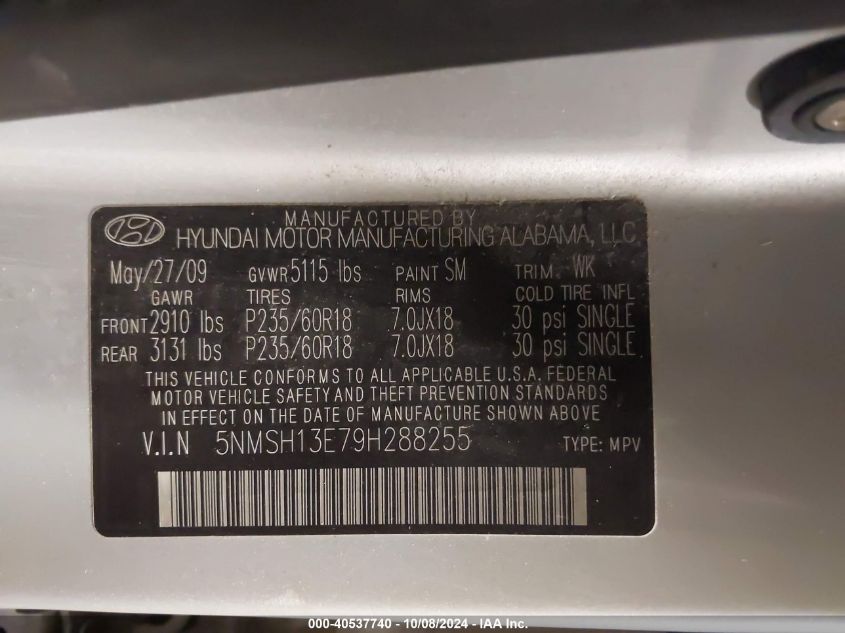 MANUFACTURED BY
HYUNDAI MOTOR MANUFACTURING ALABAMA, LLC
May/27/09 GVWR 5115 lbs PAINT SM TRIM WK
GAWR TIRES RIMS COLD TIRE INFL
FRONT 2910 lbs P235/60R18 7.0JX18 30 psi SINGLE
REAR 3131 lbs P235/60R18 7.0JX18 30 psi SINGLE
THIS VEHICLE CONFORMS TO ALL APPLICABLE U.S.A. FEDERAL
MOTOR VEHICLE SAFETY AND THEFT PREVENTION STANDARDS
IN EFFECT ON THE DATE OF MANUFACTURE SHOWN ABOVE
V.I.N 5NMSH13E79H288255 TYPE: MPV
000-40537740 - 10/08/2024 - IAA Inc.